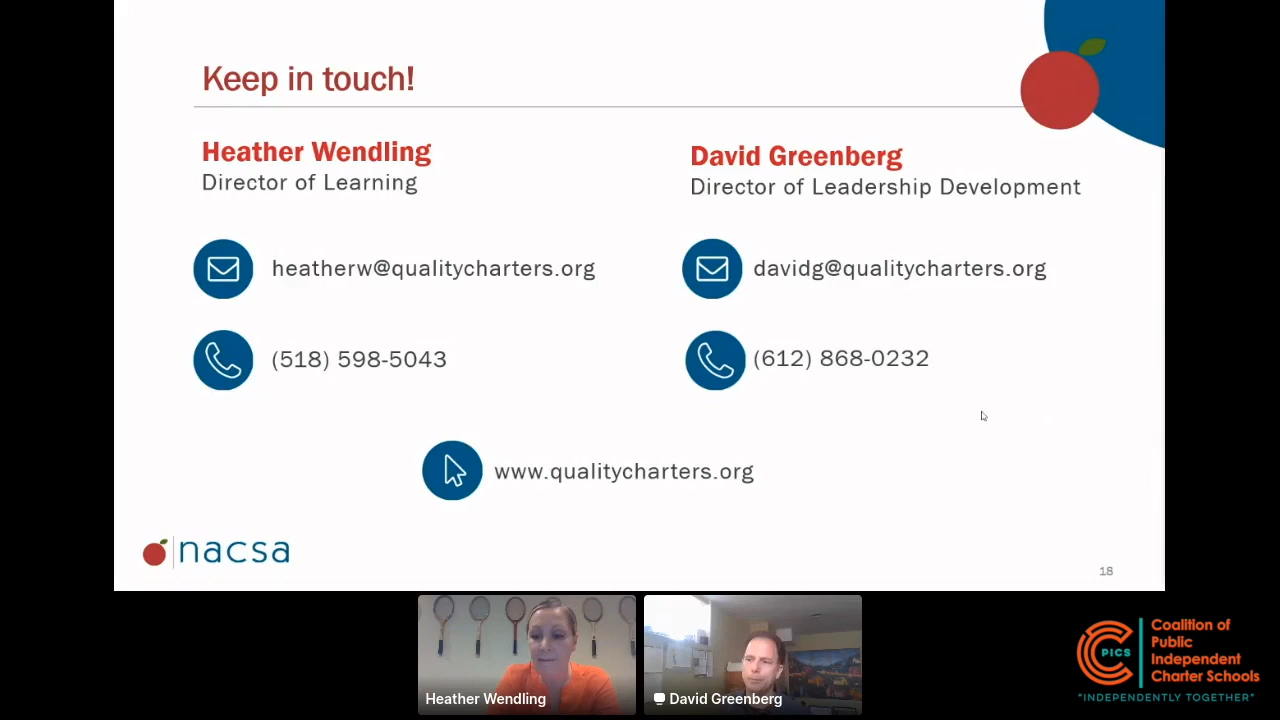 Keep in touch!
Heather Wendling
Director of Learning
heatherw@qualitycharters.org
(518) 598-5043
David Greenberg
Director of Leadership Development
davidg@qualitycharters.org
(612) 868-0232
www.qualitycharters.org
nacsa
18
Heather Wendling
David Greenberg
PICS
Coalition of
Public
Independent
Charter Schools
"INDEPENDENTLY TOGETHER"